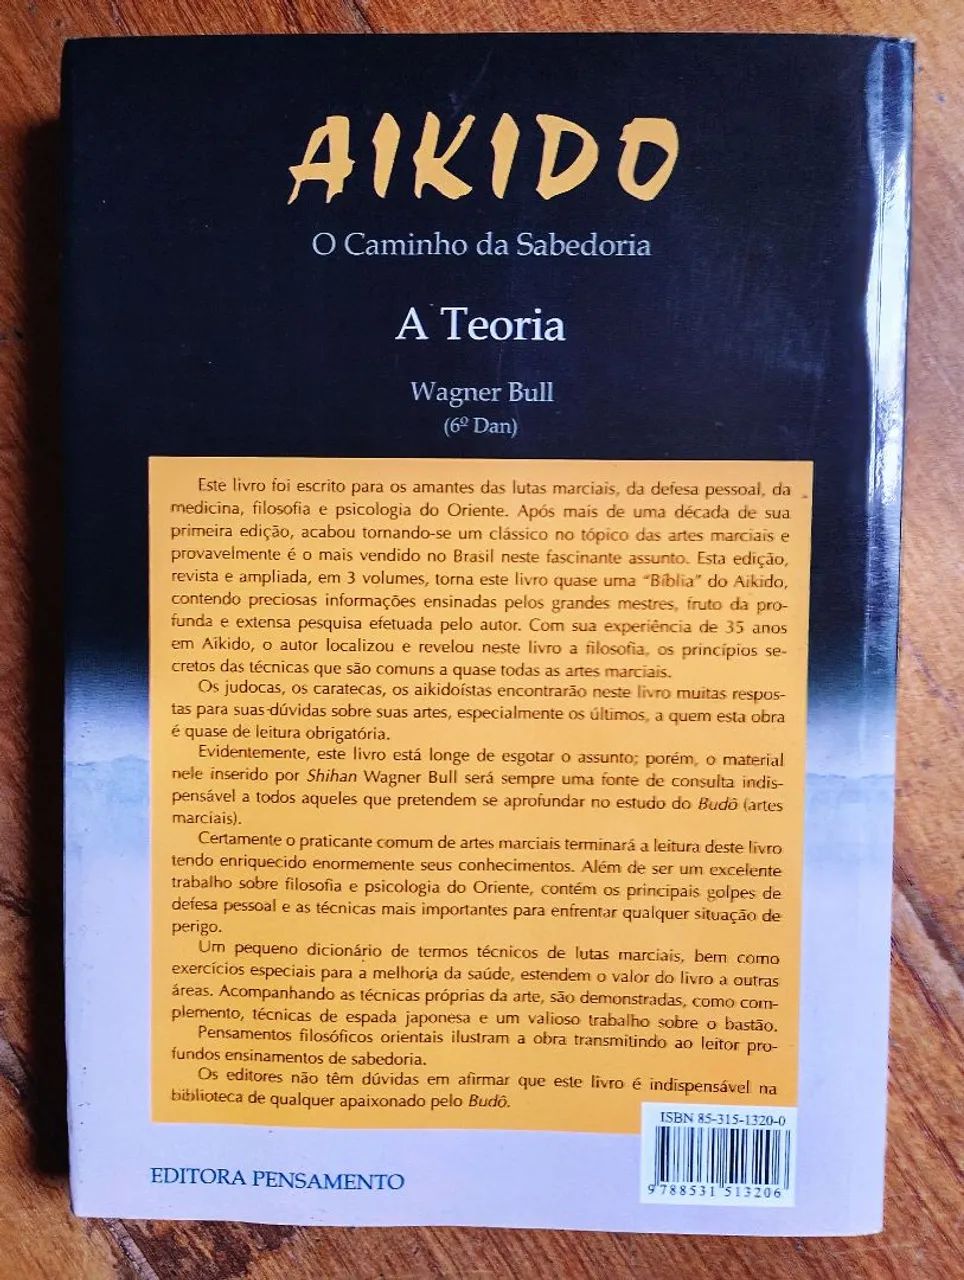 AIKIDO
O Caminho da Sabedoria
A Teoria
Wagner Bull
(6º Dan)
Este livro foi escrito para os amantes das lutas marciais, da defesa pessoal, da
medicina, filosofia e psicologia do Oriente. Após mais de uma década de sua
primeira edição, acabou tornando-se um clássico no tópico das artes marciais e
provavelmente é o mais vendido no Brasil neste fascinante assunto. Esta edição,
revista e ampliada, em 3 volumes, torna este livro quase uma “Bíblia” do Aikido,
contendo preciosas informações ensinadas pelos grandes mestres, fruto da pro-
funda e extensa pesquisa efetuada pelo autor. Com sua experiência de 35 anos
em Aikido, o autor localizou e revelou neste livro a filosofia, os princípios se-
cretos das técnicas que são comuns a quase todas as artes marciais.
Os judocas, os caratecas, os aikidoístas encontrarão neste livro muitas respos-
tas para suas dúvidas sobre suas artes, especialmente os últimos, a quem esta obra
é quase de leitura obrigatória.
Evidentemente, este livro está longe de esgotar o assunto; porém, o material
nele inserido por Shihan Wagner Bull será sempre uma fonte de consulta indis-
pensável a todos aqueles que pretendem se aprofundar no estudo do Budô (artes
marciais).
Certamente o praticante comum de artes marciais terminará a leitura deste livro
tendo enriquecido enormemente seus conhecimentos. Além de ser um excelente
trabalho sobre filosofia e psicologia do Oriente, contém os principais golpes de
defesa pessoal e as técnicas mais importantes para enfrentar qualquer situação de
perigo.
Um pequeno dicionário de termos técnicos de lutas marciais, bem como
exercícios especiais para a melhoria da saúde, estendem o valor do livro a outras
áreas. Acompanhando as técnicas próprias da arte, são demonstradas, como com-
plemento, técnicas de espada japonesa e um valioso trabalho sobre o bastão.
Pensamentos filosóficos orientais ilustram a obra transmitindo ao leitor pro-
fundos ensinamentos de sabedoria.
Os editores não têm dúvidas em afirmar que este livro é indispensável na
biblioteca de qualquer apaixonado pelo Budô.
ISBN 85-315-1320-0
9 788531 513206
EDITORA PENSAMENTO